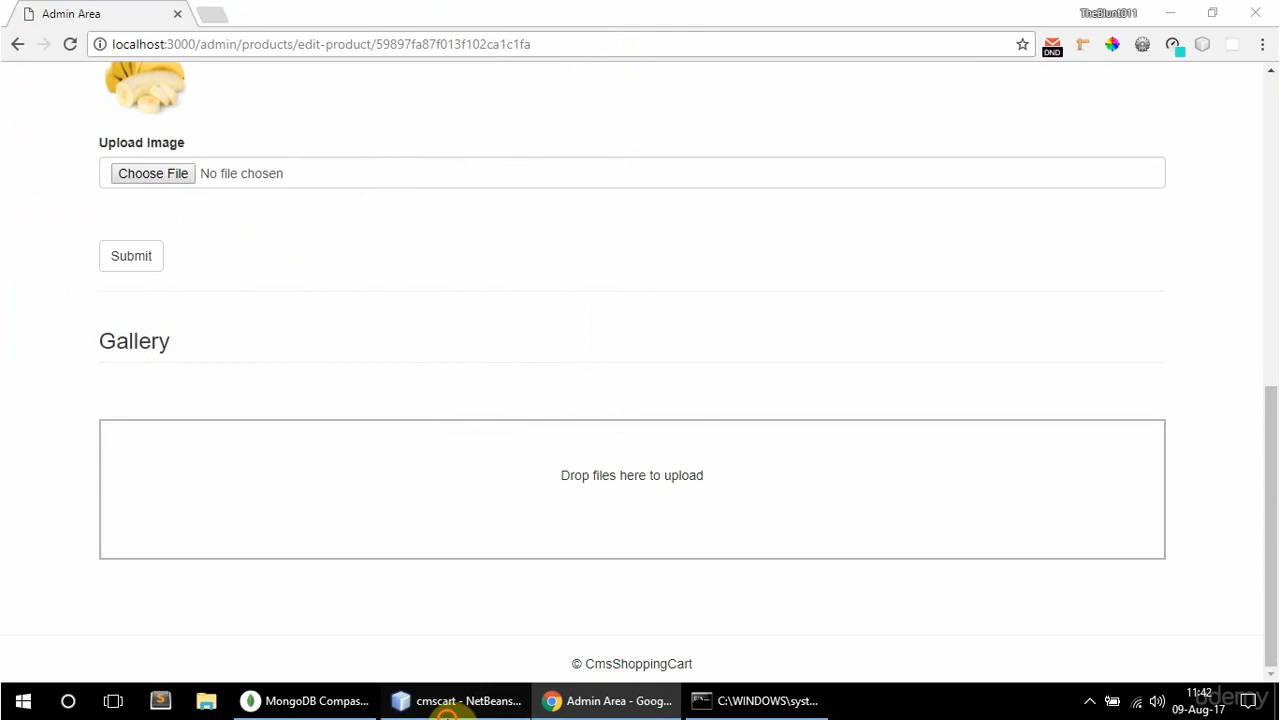 Admin Area
TheBlunt011
localhost:3000/admin/products/edit-product/59897fa87f013f102ca1c1fa
DND
Upload Image
Choose File No file chosen
Submit
Gallery
Drop files here to upload
© CmsShoppingCart
MongoDB Compas...
cmscart - NetBeans...
Admin Area - Goog...
C:\WINDOWS\syst...
11:42
09-Aug-17
udemy